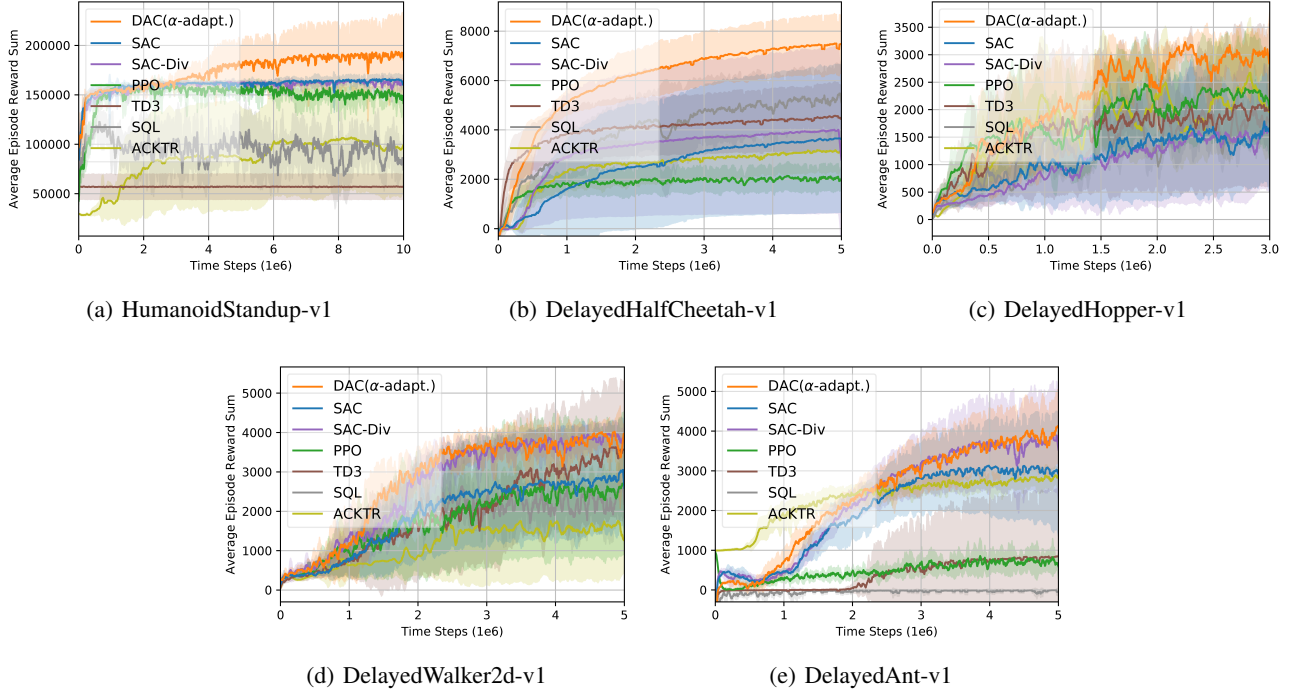 Average Episode Reward Sum
200000
150000
100000
50000
DAC(α-adapt.)
SAC
SAC-Div
PPO
TD3
SQL
ACKTR
0 2 4 6 8 10
Time Steps (1e6)
(a) HumanoidStandup-v1
Average Episode Reward Sum
8000
6000
4000
2000
0
DAC(α-adapt.)
SAC
SAC-Div
PPO
TD3
SQL
ACKTR
0 1 2 3 4 5
Time Steps (1e6)
(b) DelayedHalfCheetah-v1
Average Episode Reward Sum
3500
3000
2500
2000
1500
1000
500
0
DAC(α-adapt.)
SAC
SAC-Div
PPO
TD3
SQL
ACKTR
0.0 0.5 1.0 1.5 2.0 2.5 3.0
Time Steps (1e6)
(c) DelayedHopper-v1
Average Episode Reward Sum
5000
4000
3000
2000
1000
0
DAC(α-adapt.)
SAC
SAC-Div
PPO
TD3
SQL
ACKTR
0 1 2 3 4 5
Time Steps (1e6)
(d) DelayedWalker2d-v1
Average Episode Reward Sum
5000
4000
3000
2000
1000
0
DAC(α-adapt.)
SAC
SAC-Div
PPO
TD3
SQL
ACKTR
0 1 2 3 4 5
Time Steps (1e6)
(e) DelayedAnt-v1